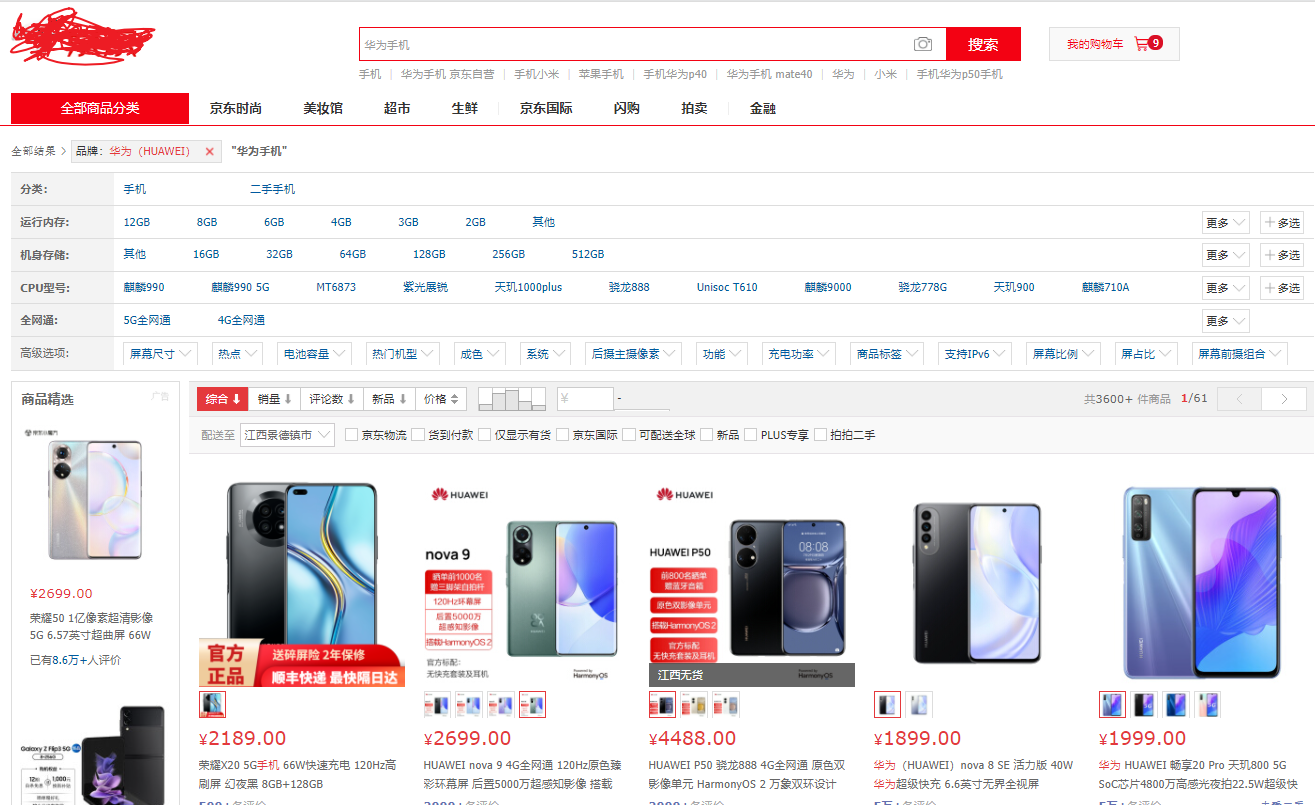 华为手机
搜索
我的购物车 9
手机 华为手机 京东自营 手机小米 苹果手机 手机华为p40 华为手机 mate40 华为 小米 手机华为p50手机
全部商品分类 京东时尚 美妆馆 超市 生鲜 京东国际 闪购 拍卖 金融
全部结果 > 品牌：华为（HUAWEI） × "华为手机"
分类： 手机 二手手机
运行内存: 12GB 8GB 6GB 4GB 3GB 2GB 其他 更多 +多选
机身存储: 其他 16GB 32GB 64GB 128GB 256GB 512GB 更多 +多选
CPU型号: 麒麟990 麒麟990 5G MT6873 紫光展锐 天玑1000plus 骁龙888 Unisoc T610 麒麟9000 骁龙778G 天玑900 麒麟710A 更多 +多选
全网通: 5G全网通 4G全网通 更多
高级选项: 屏幕尺寸 热点 电池容量 热门机型 成色 系统 后摄主摄像素 功能 充电功率 商品标签 支持IPv6 屏幕比例 屏占比 屏幕前摄组合
商品精选 广告
综合 销量 评论数 新品 价格 ¥ - 共3600+ 件商品 1/61 < >
配送至 江西景德镇市 京东物流 货到付款 仅显示有货 京东国际 可配送全球 新品 PLUS专享 拍拍二手
¥2699.00
荣耀50 1亿像素超清影像
5G 6.57英寸超曲屏 66W
已有8.6万+人评价
Galaxy Z Flip3 5G
官方
正品
送碎屏险 2年保修
顺丰快递 最快隔日达
¥2189.00
荣耀X20 5G手机 66W快速充电 120Hz高
刷屏 幻夜黑 8GB+128GB
HUAWEI
nova 9
晒单前1000名
赠三脚架自拍杆
120Hz环幕屏
后置5000万
超感知影像
搭载HarmonyOS 2
官方标配：
无快充套装及耳机
Powered by
HarmonyOS
¥2699.00
HUAWEI nova 9 4G全网通 120Hz原色臻
彩环幕屏 后置5000万超感知影像 搭载
HUAWEI
HUAWEI P50
前800名晒单
赠蓝牙音箱
原色双影像单元
搭载HarmonyOS 2
官方标配
无快充套装及耳机
08:08
HarmonyOS
江西无货
¥4488.00
HUAWEI P50 骁龙888 4G全网通 原色双
影像单元 HarmonyOS 2 万象双环设计
¥1899.00
华为（HUAWEI）nova 8 SE 活力版 40W
华为超级快充 6.6英寸无界全视屏
¥1999.00
华为 HUAWEI 畅享20 Pro 天玑800 5G
SoC芯片4800万高感光夜拍22.5W超级快